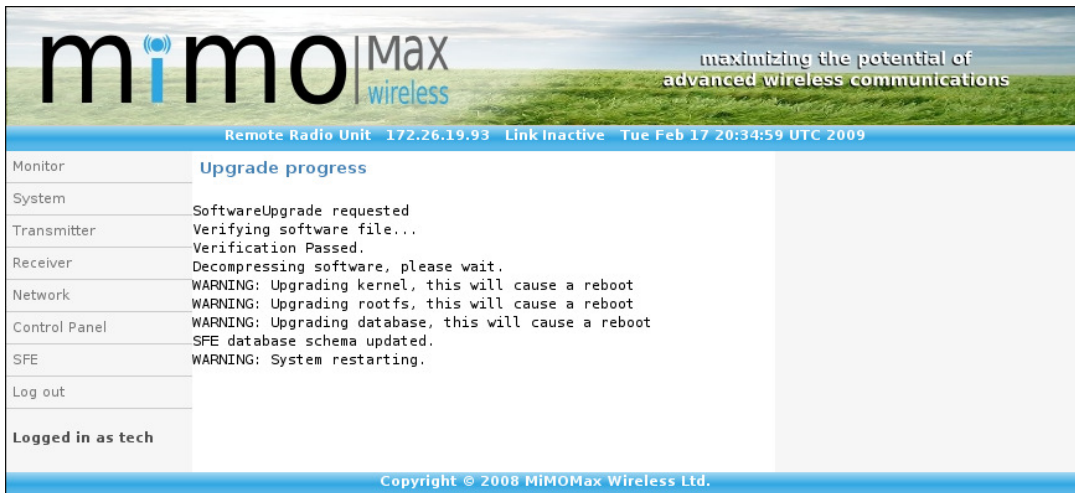 mimo Max
wireless
maximizing the potential of
advanced wireless communications
Remote Radio Unit 172.26.19.93 Link Inactive Tue Feb 17 20:34:59 UTC 2009
Monitor
System
Transmitter
Receiver
Network
Control Panel
SFE
Log out
Logged in as tech
Upgrade progress
SoftwareUpgrade requested
Verifying software file...
Verification Passed.
Decompressing software, please wait.
WARNING: Upgrading kernel, this will cause a reboot
WARNING: Upgrading rootfs, this will cause a reboot
WARNING: Upgrading database, this will cause a reboot
SFE database schema updated.
WARNING: System restarting.
Copyright © 2008 MiMOMax Wireless Ltd.